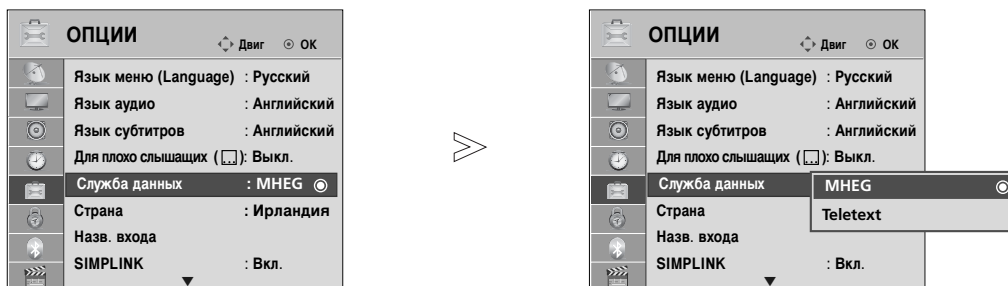 ОПЦИИ
Двиг ОК
Язык меню (Language) : Русский
Язык аудио : Английский
Язык субтитров : Английский
Для плохо слышащих ( ): Выкл.
Служба данных : MHEG
Страна : Ирландия
Назв. входа
SIMPLINK : Вкл.
ОПЦИИ
Двиг ОК
Язык меню (Language) : Русский
Язык аудио : Английский
Язык субтитров : Английский
Для плохо слышащих ( ): Выкл.
Служба данных
MHEG
Страна
Teletext
Назв. входа
SIMPLINK : Вкл.